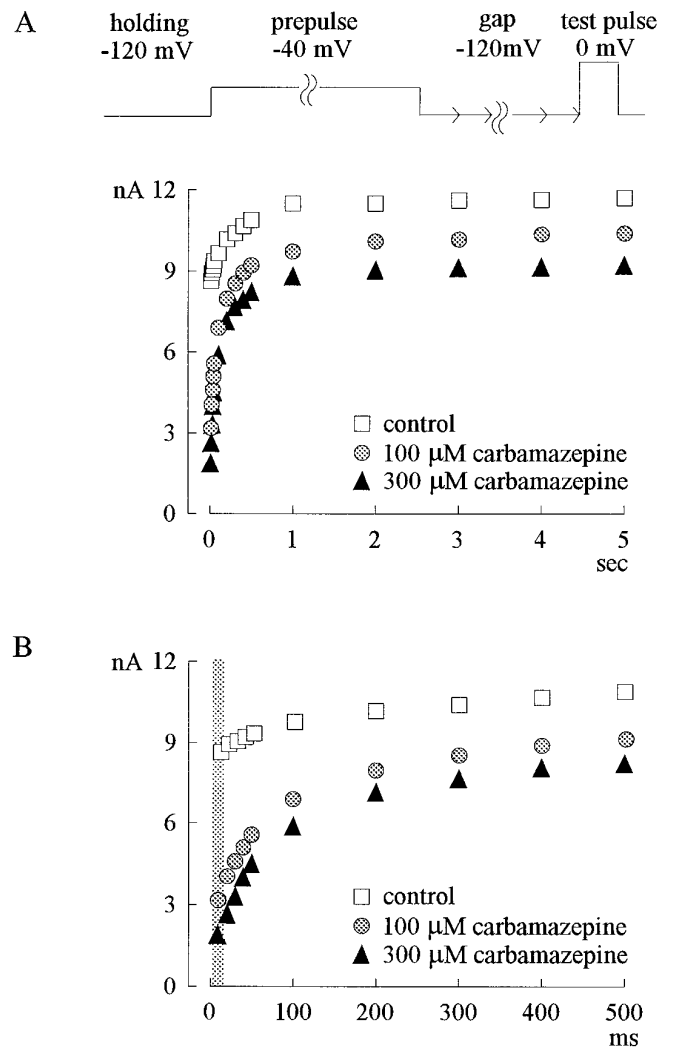 A
holding prepulse gap test pulse
-120 mV -40 mV -120mV 0 mV
nA 12
9
6
3
0
control
100 μM carbamazepine
300 μM carbamazepine
0 1 2 3 4 5
sec
B
nA 12
9
6
3
0
control
100 μM carbamazepine
300 μM carbamazepine
0 100 200 300 400 500
ms